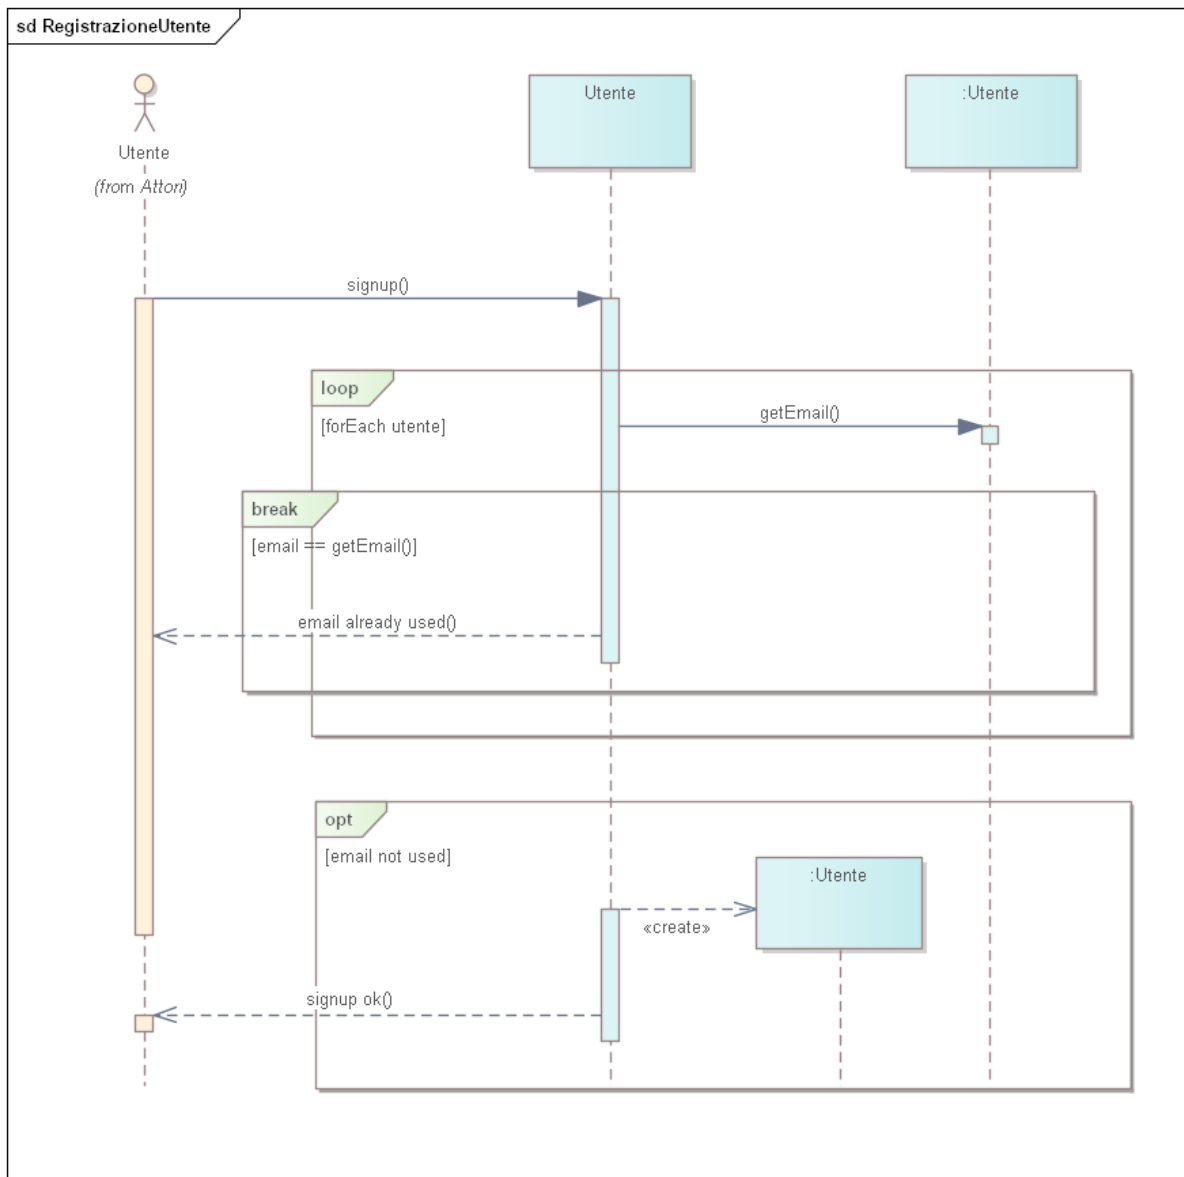 sd RegistrazioneUtente
Utente
:Utente
Utente
(from Attori)
signup()
loop
[forEach utente]
getEmail()
break
[email == getEmail()]
email already used()
opt
[email not used]
:Utente
«create»
signup ok()